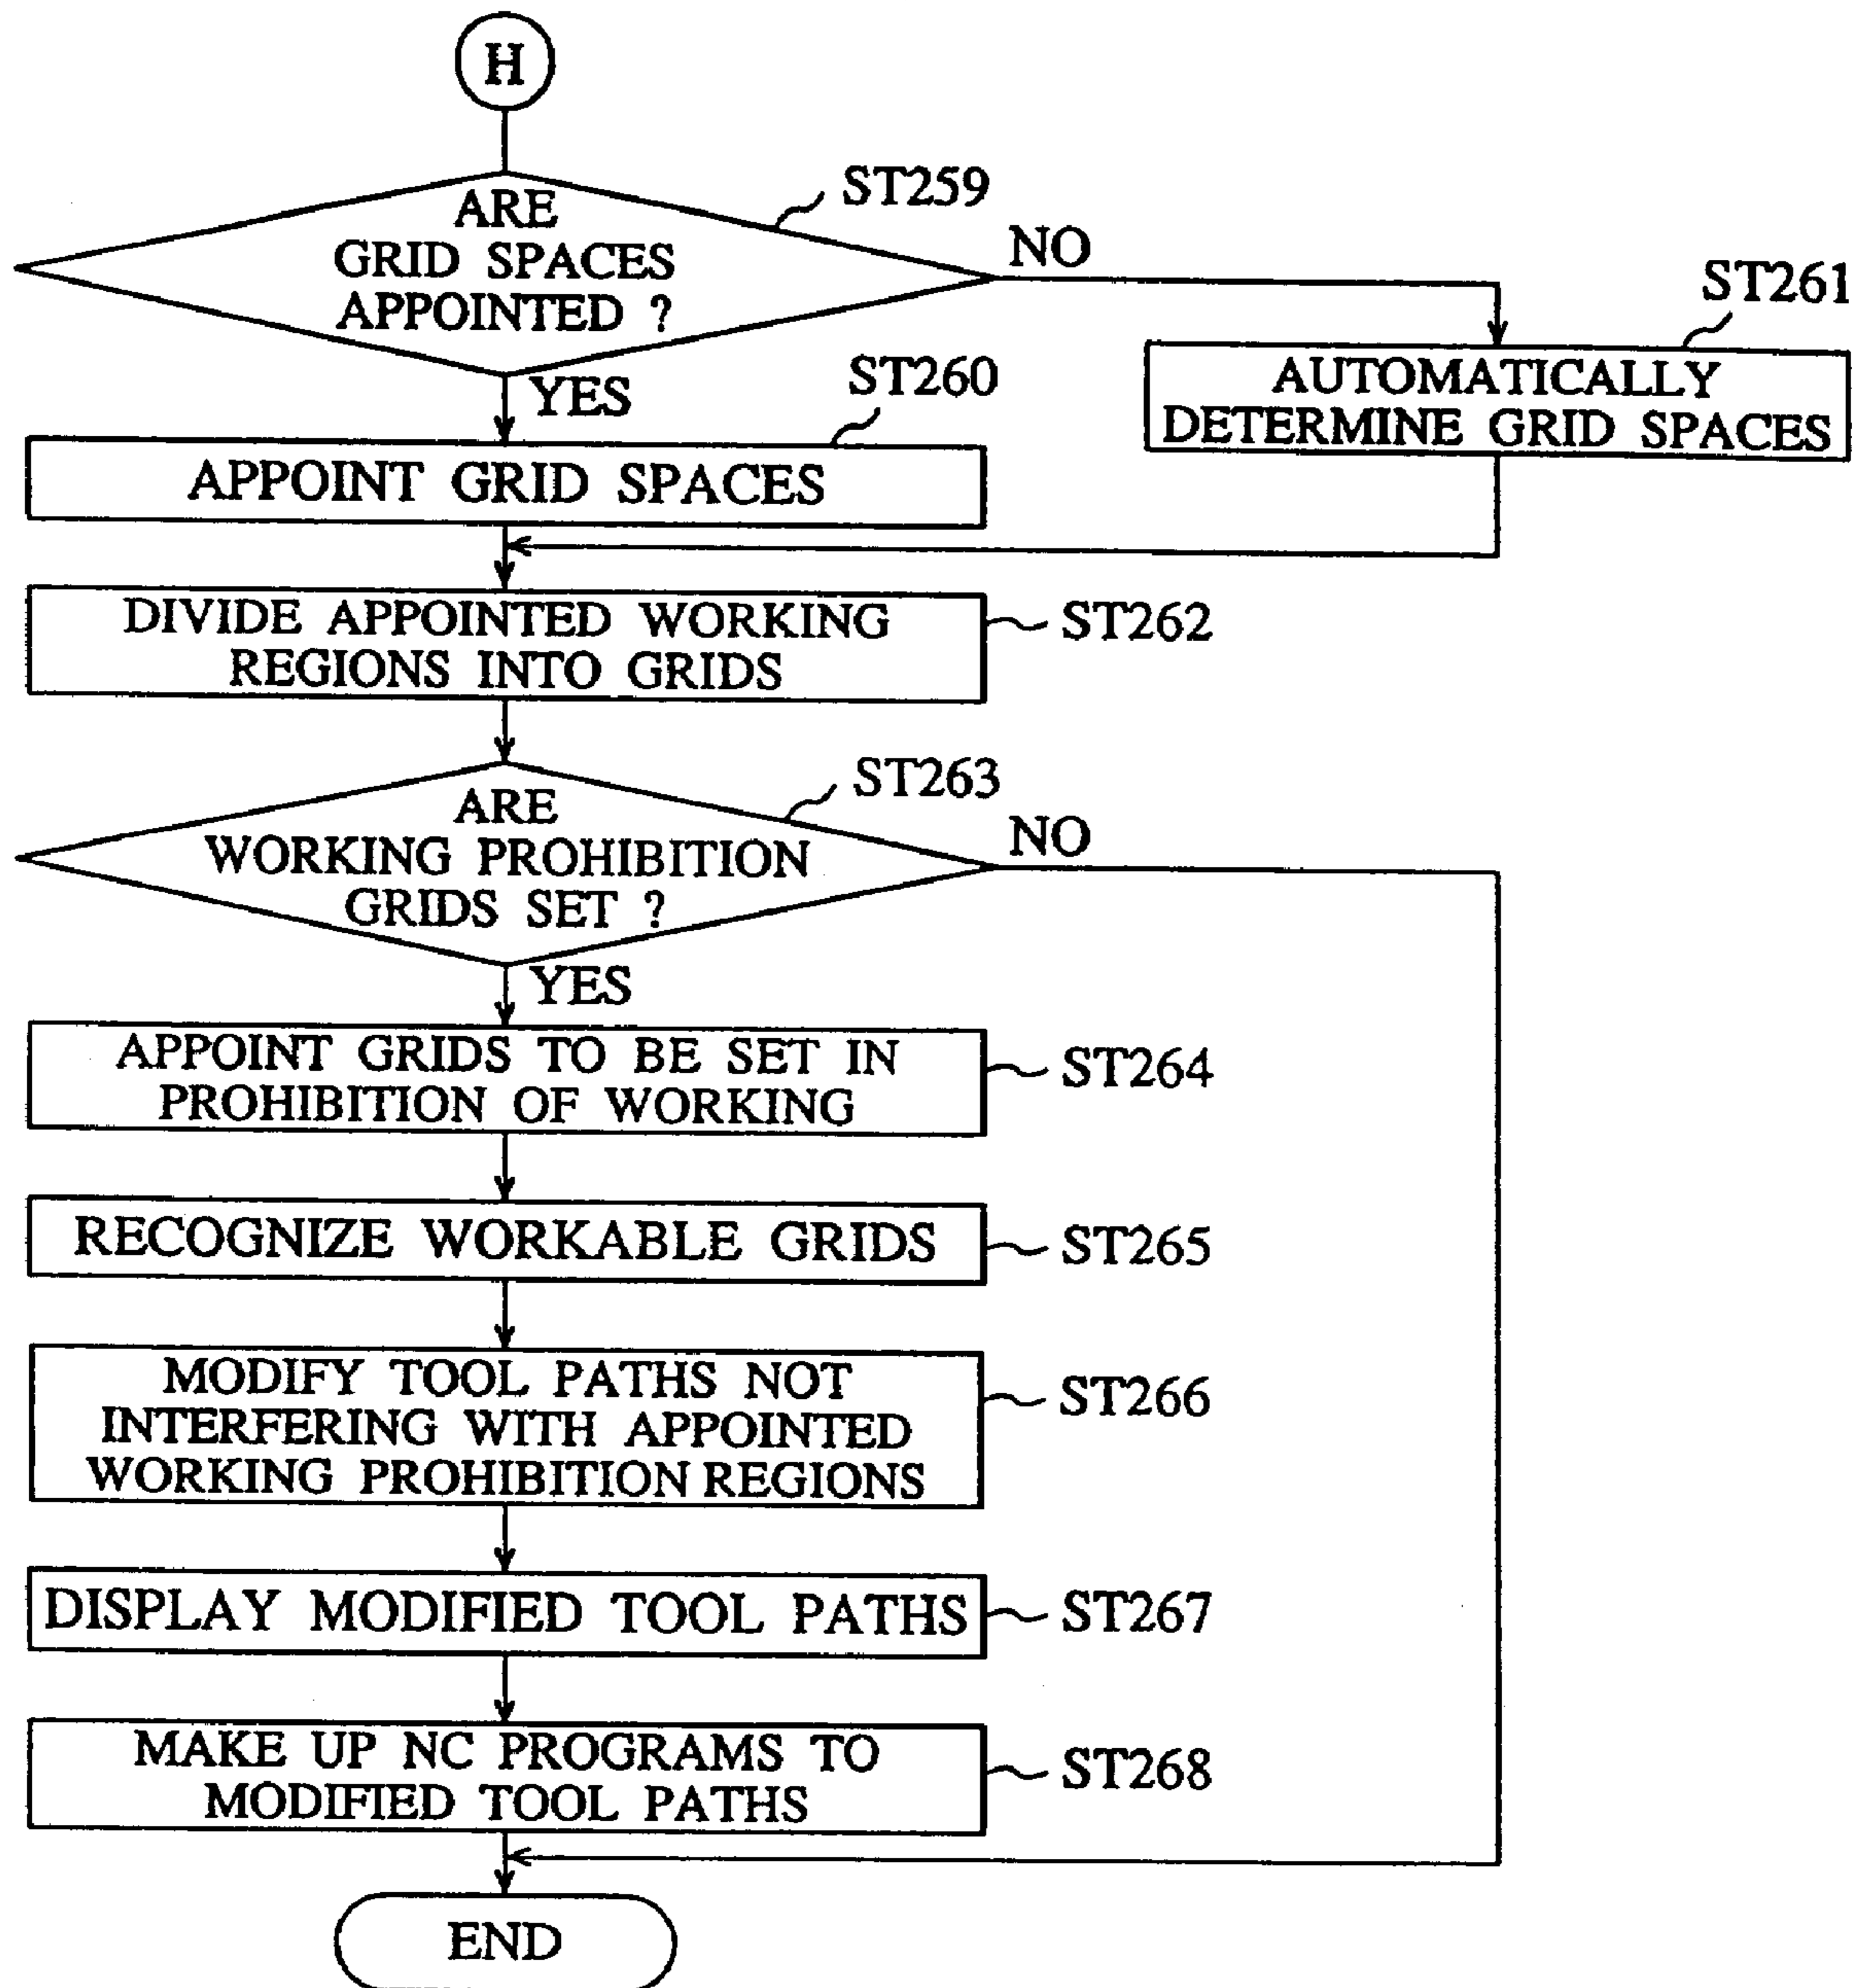 H
ARE
GRID SPACES
APPOINTED ?
ST259
NO
ST261
AUTOMATICALLY
DETERMINE GRID SPACES
YES
ST260
APPOINT GRID SPACES
DIVIDE APPOINTED WORKING
REGIONS INTO GRIDS
ST262
ARE
WORKING PROHIBITION
GRIDS SET ?
ST263
NO
YES
APPOINT GRIDS TO BE SET IN
PROHIBITION OF WORKING
ST264
RECOGNIZE WORKABLE GRIDS
ST265
MODIFY TOOL PATHS NOT
INTERFERING WITH APPOINTED
WORKING PROHIBITION REGIONS
ST266
DISPLAY MODIFIED TOOL PATHS
ST267
MAKE UP NC PROGRAMS TO
MODIFIED TOOL PATHS
ST268
END